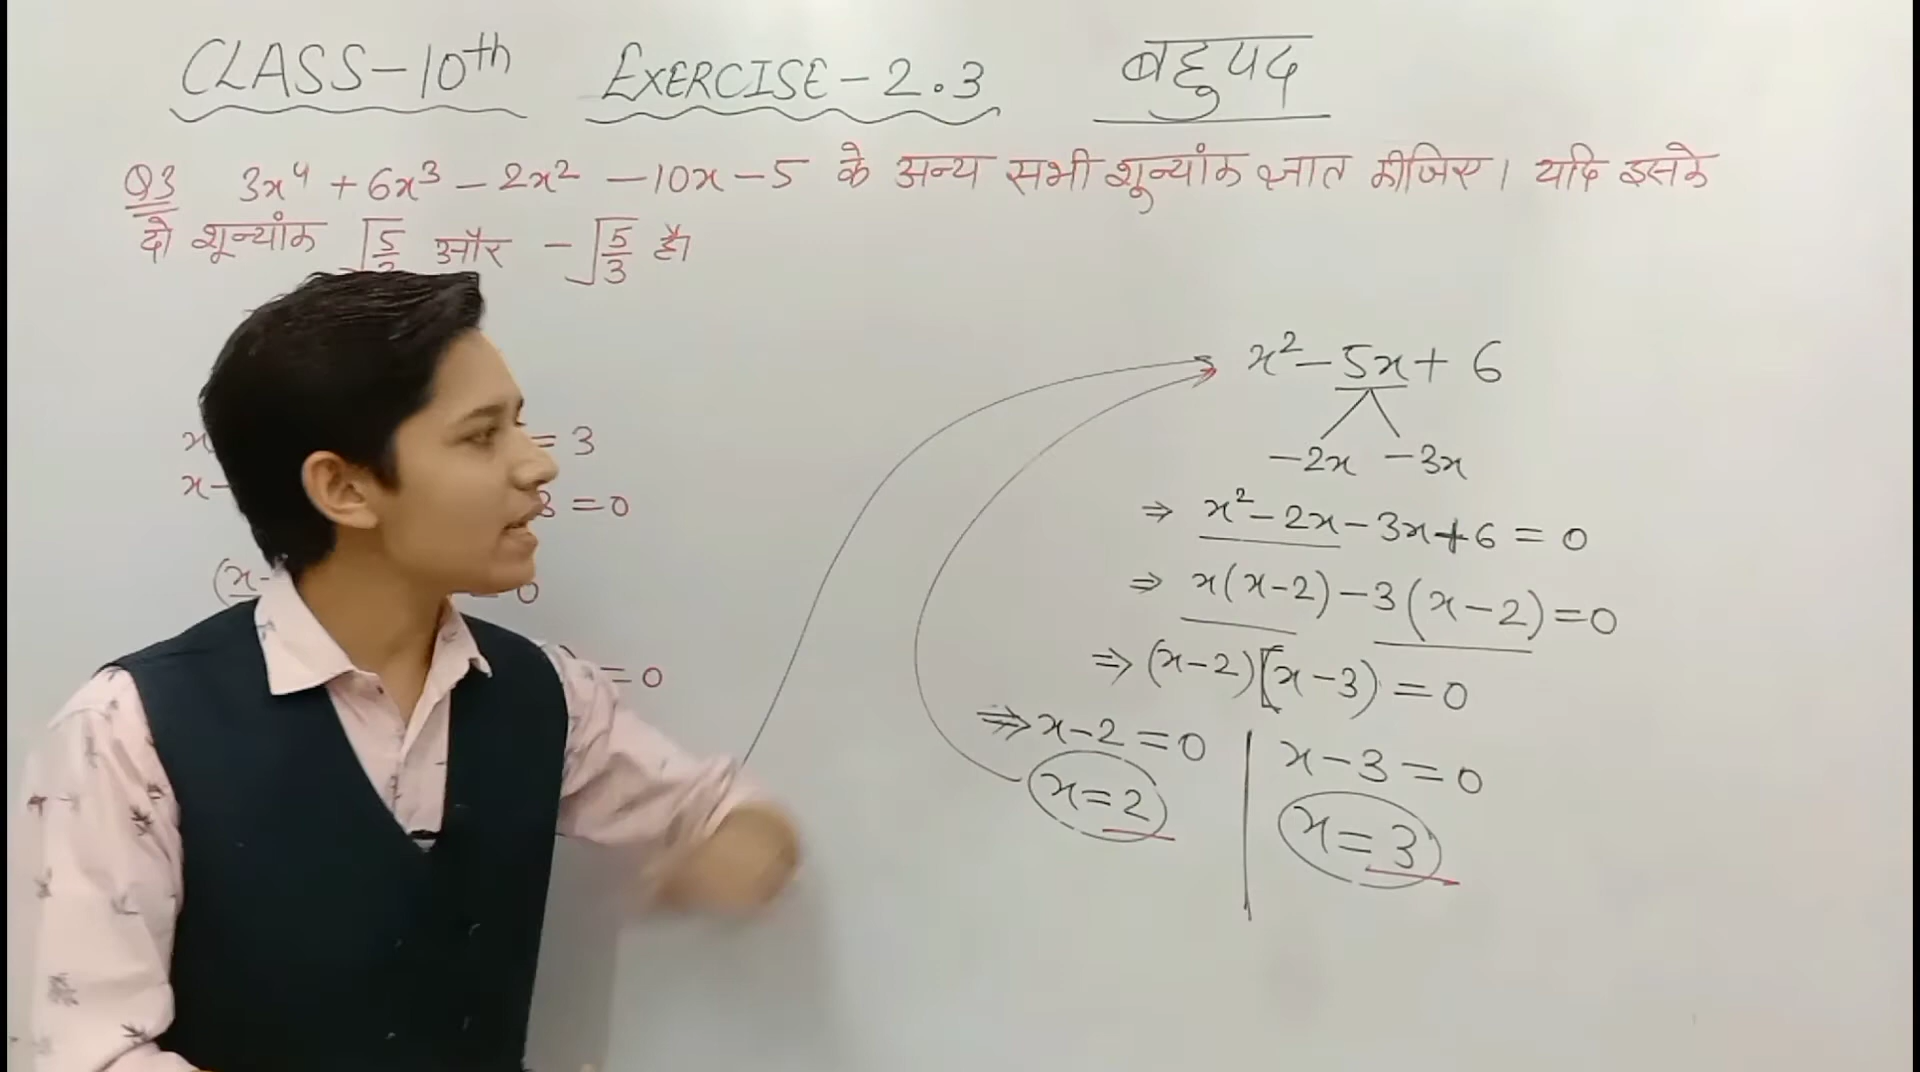 CLASS-10th EXERCISE-2.3 बहुपद
Q3 3x⁴ + 6x³ - 2x² - 10x - 5 के अन्य सभी शून्यांक ज्ञात कीजिए। यदि इसके
दो शून्यांक √5 और -√5/3 है।
x² - 5x + 6
-2x -3x
= 3
x-
3 = 0
⇒ x² - 2x - 3x + 6 = 0
(x-
0
⇒ x(x-2) - 3(x-2) = 0
= 0
⇒ (x-2)(x-3) = 0
⇒ x-2 = 0
x-3 = 0
x = 2
x = 3